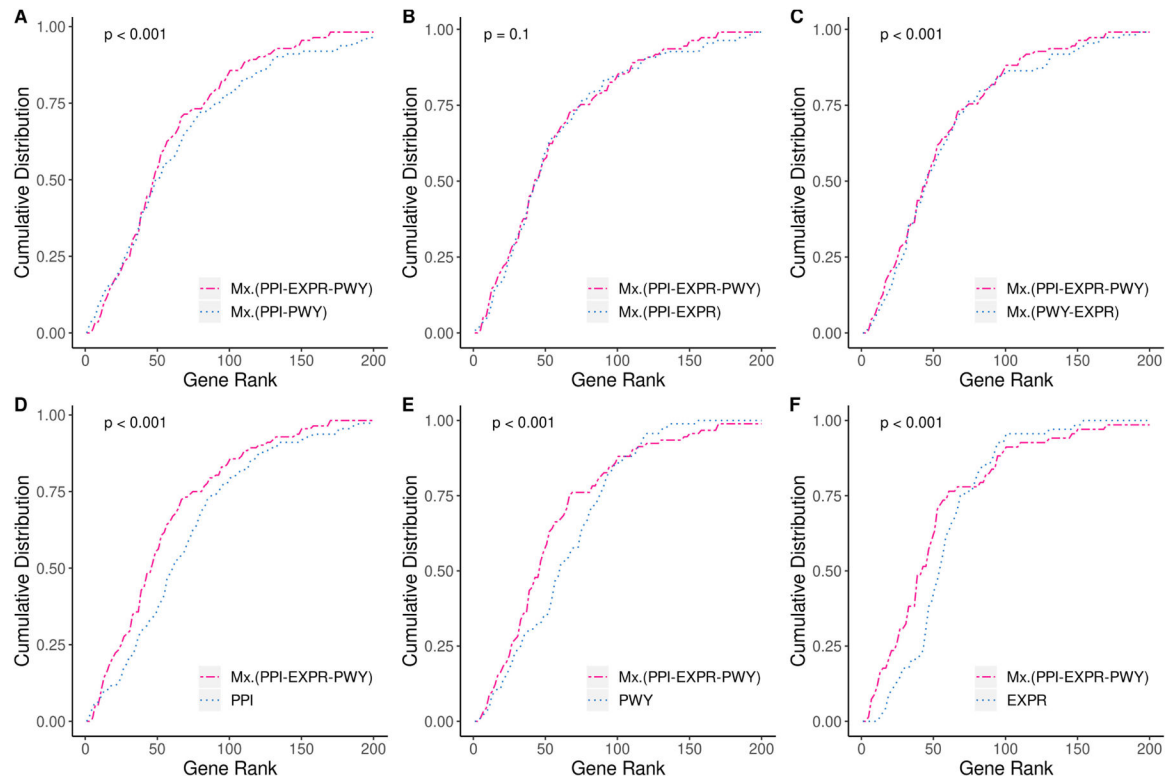 A
p < 0.001
Cumulative Distribution
1.00
0.75
0.50
0.25
0.00
Mx.(PPI-EXPR-PWY)
Mx.(PPI-PWY)
0 50 100 150 200
Gene Rank
B
p = 0.1
Cumulative Distribution
1.00
0.75
0.50
0.25
0.00
Mx.(PPI-EXPR-PWY)
Mx.(PPI-EXPR)
0 50 100 150 200
Gene Rank
C
p < 0.001
Cumulative Distribution
1.00
0.75
0.50
0.25
0.00
Mx.(PPI-EXPR-PWY)
Mx.(PWY-EXPR)
0 50 100 150 200
Gene Rank
D
p < 0.001
Cumulative Distribution
1.00
0.75
0.50
0.25
0.00
Mx.(PPI-EXPR-PWY)
PPI
0 50 100 150 200
Gene Rank
E
p < 0.001
Cumulative Distribution
1.00
0.75
0.50
0.25
0.00
Mx.(PPI-EXPR-PWY)
PWY
0 50 100 150 200
Gene Rank
F
p < 0.001
Cumulative Distribution
1.00
0.75
0.50
0.25
0.00
Mx.(PPI-EXPR-PWY)
EXPR
0 50 100 150 200
Gene Rank